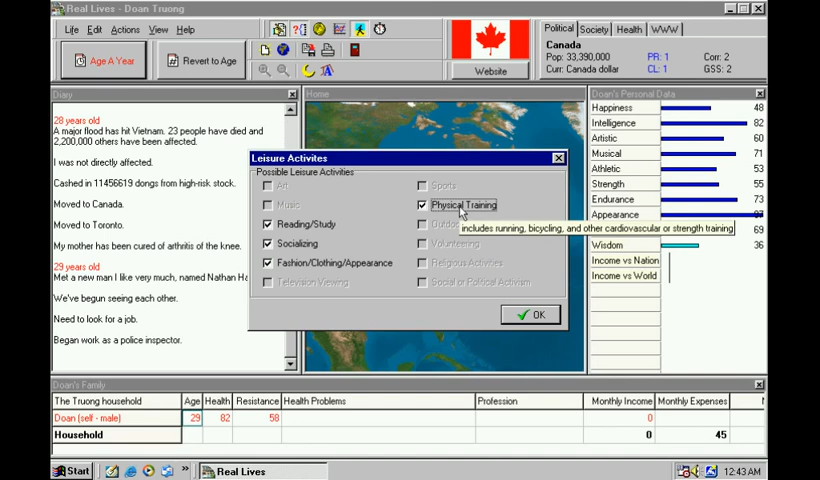 Real Lives - Doan Truong
Life Edit Actions View Help
Age A Year
Revert to Age
Website
Political Society Health WWW
Canada
Pop: 33,390,000 PR: 1 Corr: 2
Curr: Canada dollar CL: 1 GSS: 2
Diary
28 years old
A major flood has hit Vietnam. 23 people have died and
2,200,000 others have been affected.
I was not directly affected.
Cashed in 11456619 dongs from high-risk stock.
Moved to Canada.
Moved to Toronto.
My mother has been cured of arthritis of the knee.
29 years old
Met a new man I like very much, named Nathan Ha
We've begun seeing each other.
Need to look for a job.
Began work as a police inspector.
Home
Leisure Activites
Possible Leisure Activities
Art
Music
Reading/Study
Socializing
Fashion/Clothing/Appearance
Television Viewing
Sports
Physical Training
Outdoo
includes running, bicycling, and other cardiovascular or strength training
Volunteering
Religious Activities
Social or Political Activism
OK
Doan's Personal Data
Happiness 48
Intelligence 82
Artistic 60
Musical 71
Athletic 53
Strength 55
Endurance 73
Appearance 87
69
Wisdom 36
Income vs Nation
Income vs World
Doan's Family
The Truong household Age Health Resistance Health Problems Profession Monthly Income Monthly Expenses
Doan (self - male) 29 82 58 0
Household 0 45
Start
Real Lives
12:43 AM